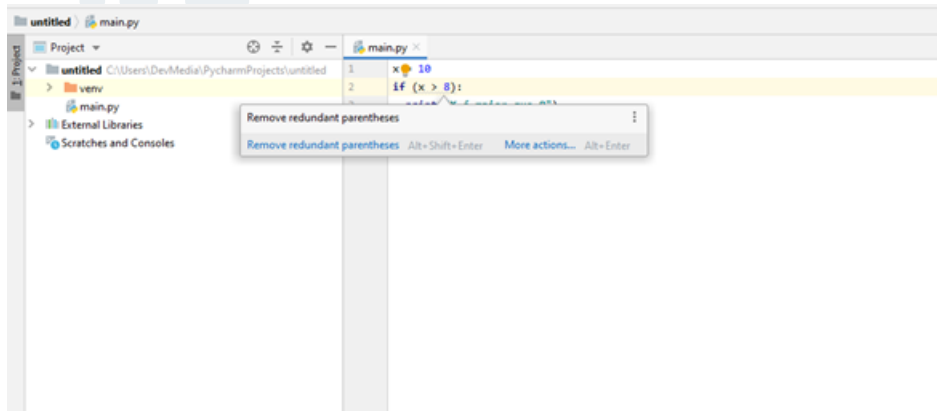 untitled main.py
1: Project
Project
main.py
untitled C:\Users\DevMedia\PycharmProjects\untitled
venv
main.py
External Libraries
Scratches and Consoles
1 x 10
2 if (x > 8):
Remove redundant parentheses
Remove redundant parentheses Alt+Shift+Enter More actions... Alt+Enter